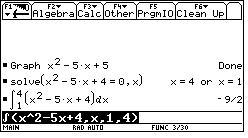 F1 F2 Algebra F3 Calc F4 Other F5 PrgmIO F6 Clean Up
Graph x² - 5·x + 5 Done
solve(x² - 5·x + 4 = 0, x) x = 4 or x = 1
∫₁⁴(x² - 5·x + 4)dx -9/2
∫(x^2-5x+4,x,1,4)
MAIN RAD AUTO FUNC 3/30